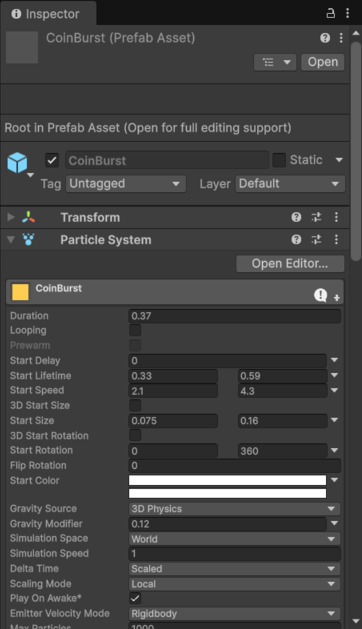 Inspector
CoinBurst (Prefab Asset)
Open
Root in Prefab Asset (Open for full editing support)
CoinBurst Static
Tag Untagged Layer Default
Transform
Particle System
Open Editor...
CoinBurst
Duration 0.37
Looping
Prewarm
Start Delay 0
Start Lifetime 0.33 0.59
Start Speed 2.1 4.3
3D Start Size
Start Size 0.075 0.16
3D Start Rotation
Start Rotation 0 360
Flip Rotation 0
Start Color
Gravity Source 3D Physics
Gravity Modifier 0.12
Simulation Space World
Simulation Speed 1
Delta Time Scaled
Scaling Mode Local
Play On Awake*
Emitter Velocity Mode Rigidbody
Max Particles 1000